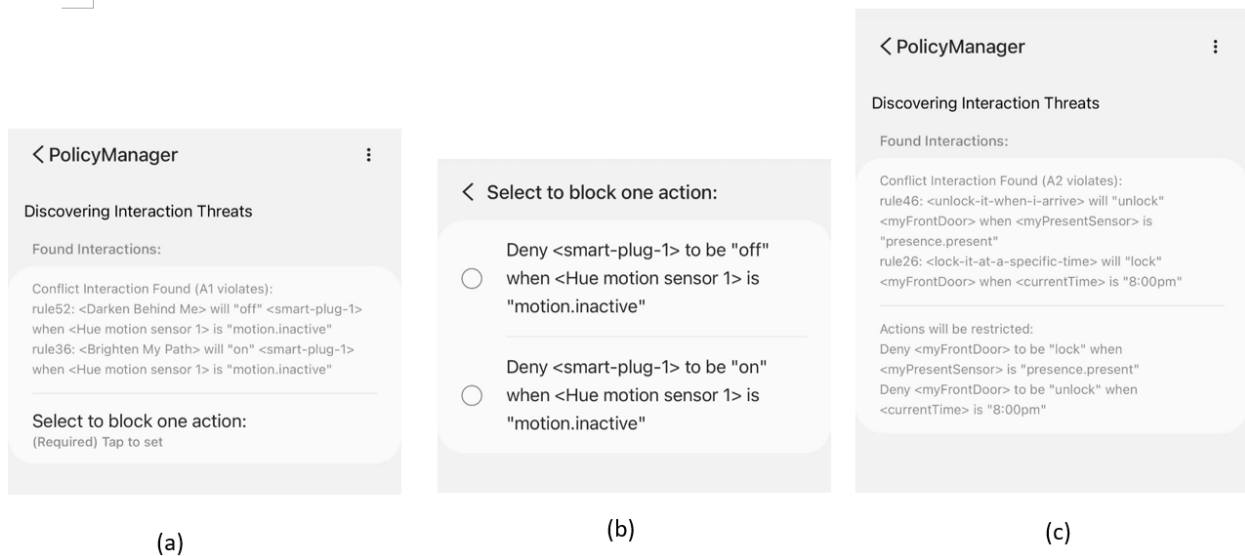 < PolicyManager
Discovering Interaction Threats
Found Interactions:
Conflict Interaction Found (A1 violates):
rule52: <Darken Behind Me> will "off" <smart-plug-1>
when <Hue motion sensor 1> is "motion.inactive"
rule36: <Brighten My Path> will "on" <smart-plug-1>
when <Hue motion sensor 1> is "motion.inactive"
Select to block one action:
(Required) Tap to set
(a)
< Select to block one action:
Deny <smart-plug-1> to be "off"
when <Hue motion sensor 1> is
"motion.inactive"
Deny <smart-plug-1> to be "on"
when <Hue motion sensor 1> is
"motion.inactive"
(b)
< PolicyManager
Discovering Interaction Threats
Found Interactions:
Conflict Interaction Found (A2 violates):
rule46: <unlock-it-when-i-arrive> will "unlock"
<myFrontDoor> when <myPresentSensor> is
"presence.present"
rule26: <lock-it-at-a-specific-time> will "lock"
<myFrontDoor> when <currentTime> is "8:00pm"
Actions will be restricted:
Deny <myFrontDoor> to be "lock" when
<myPresentSensor> is "presence.present"
Deny <myFrontDoor> to be "unlock" when
<currentTime> is "8:00pm"
(c)